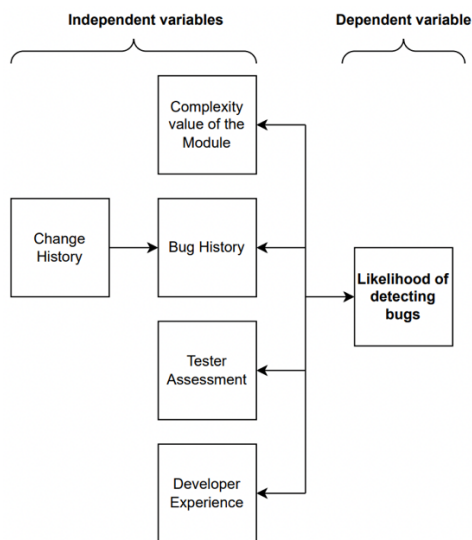 Independent variables
Dependent variable
Complexity
value of the
Module
Change
History
Bug History
Likelihood of
detecting
bugs
Tester
Assessment
Developer
Experience